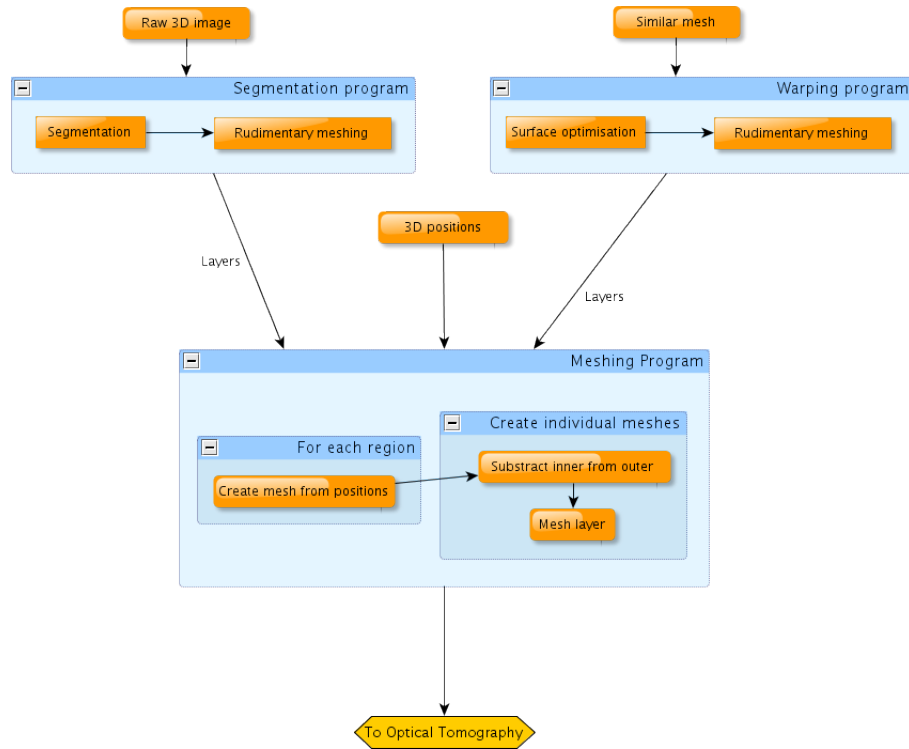 Raw 3D image
Similar mesh
Segmentation program
Warping program
Segmentation
Rudimentary meshing
Surface optimisation
Rudimentary meshing
3D positions
Layers
Layers
Meshing Program
For each region
Create individual meshes
Create mesh from positions
Substract inner from outer
Mesh layer
To Optical Tomography